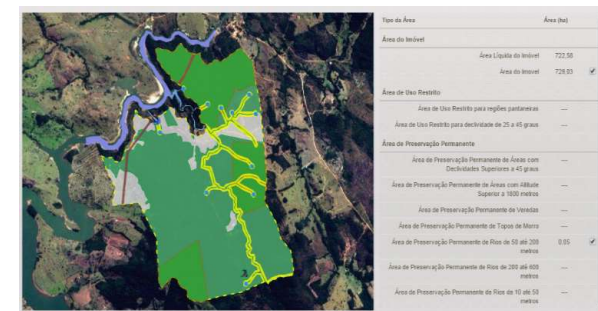 Tipo da Área Área (ha)
Área do Imóvel
Área Líquida do Imóvel 722,58
Área do Imóvel 729,03
Área de Uso Restrito
Área de Uso Restrito para regiões pantaneiras ---
Área de Uso Restrito para declividade de 25 a 45 graus ---
Área de Preservação Permanente
Área de Preservação Permanente de Áreas com
Declividades Superiores a 45 graus ---
Área de Preservação Permanente de Áreas com Altitude
Superior a 1800 metros ---
Área de Preservação Permanente de Veredas ---
Área de Preservação Permanente de Topos de Morro ---
Área de Preservação Permanente de Rios de 50 até 200
metros 8,05
Área de Preservação Permanente de Rios de 200 até 600
metros ---
Área de Preservação Permanente de Rios de 10 até 50
metros ---